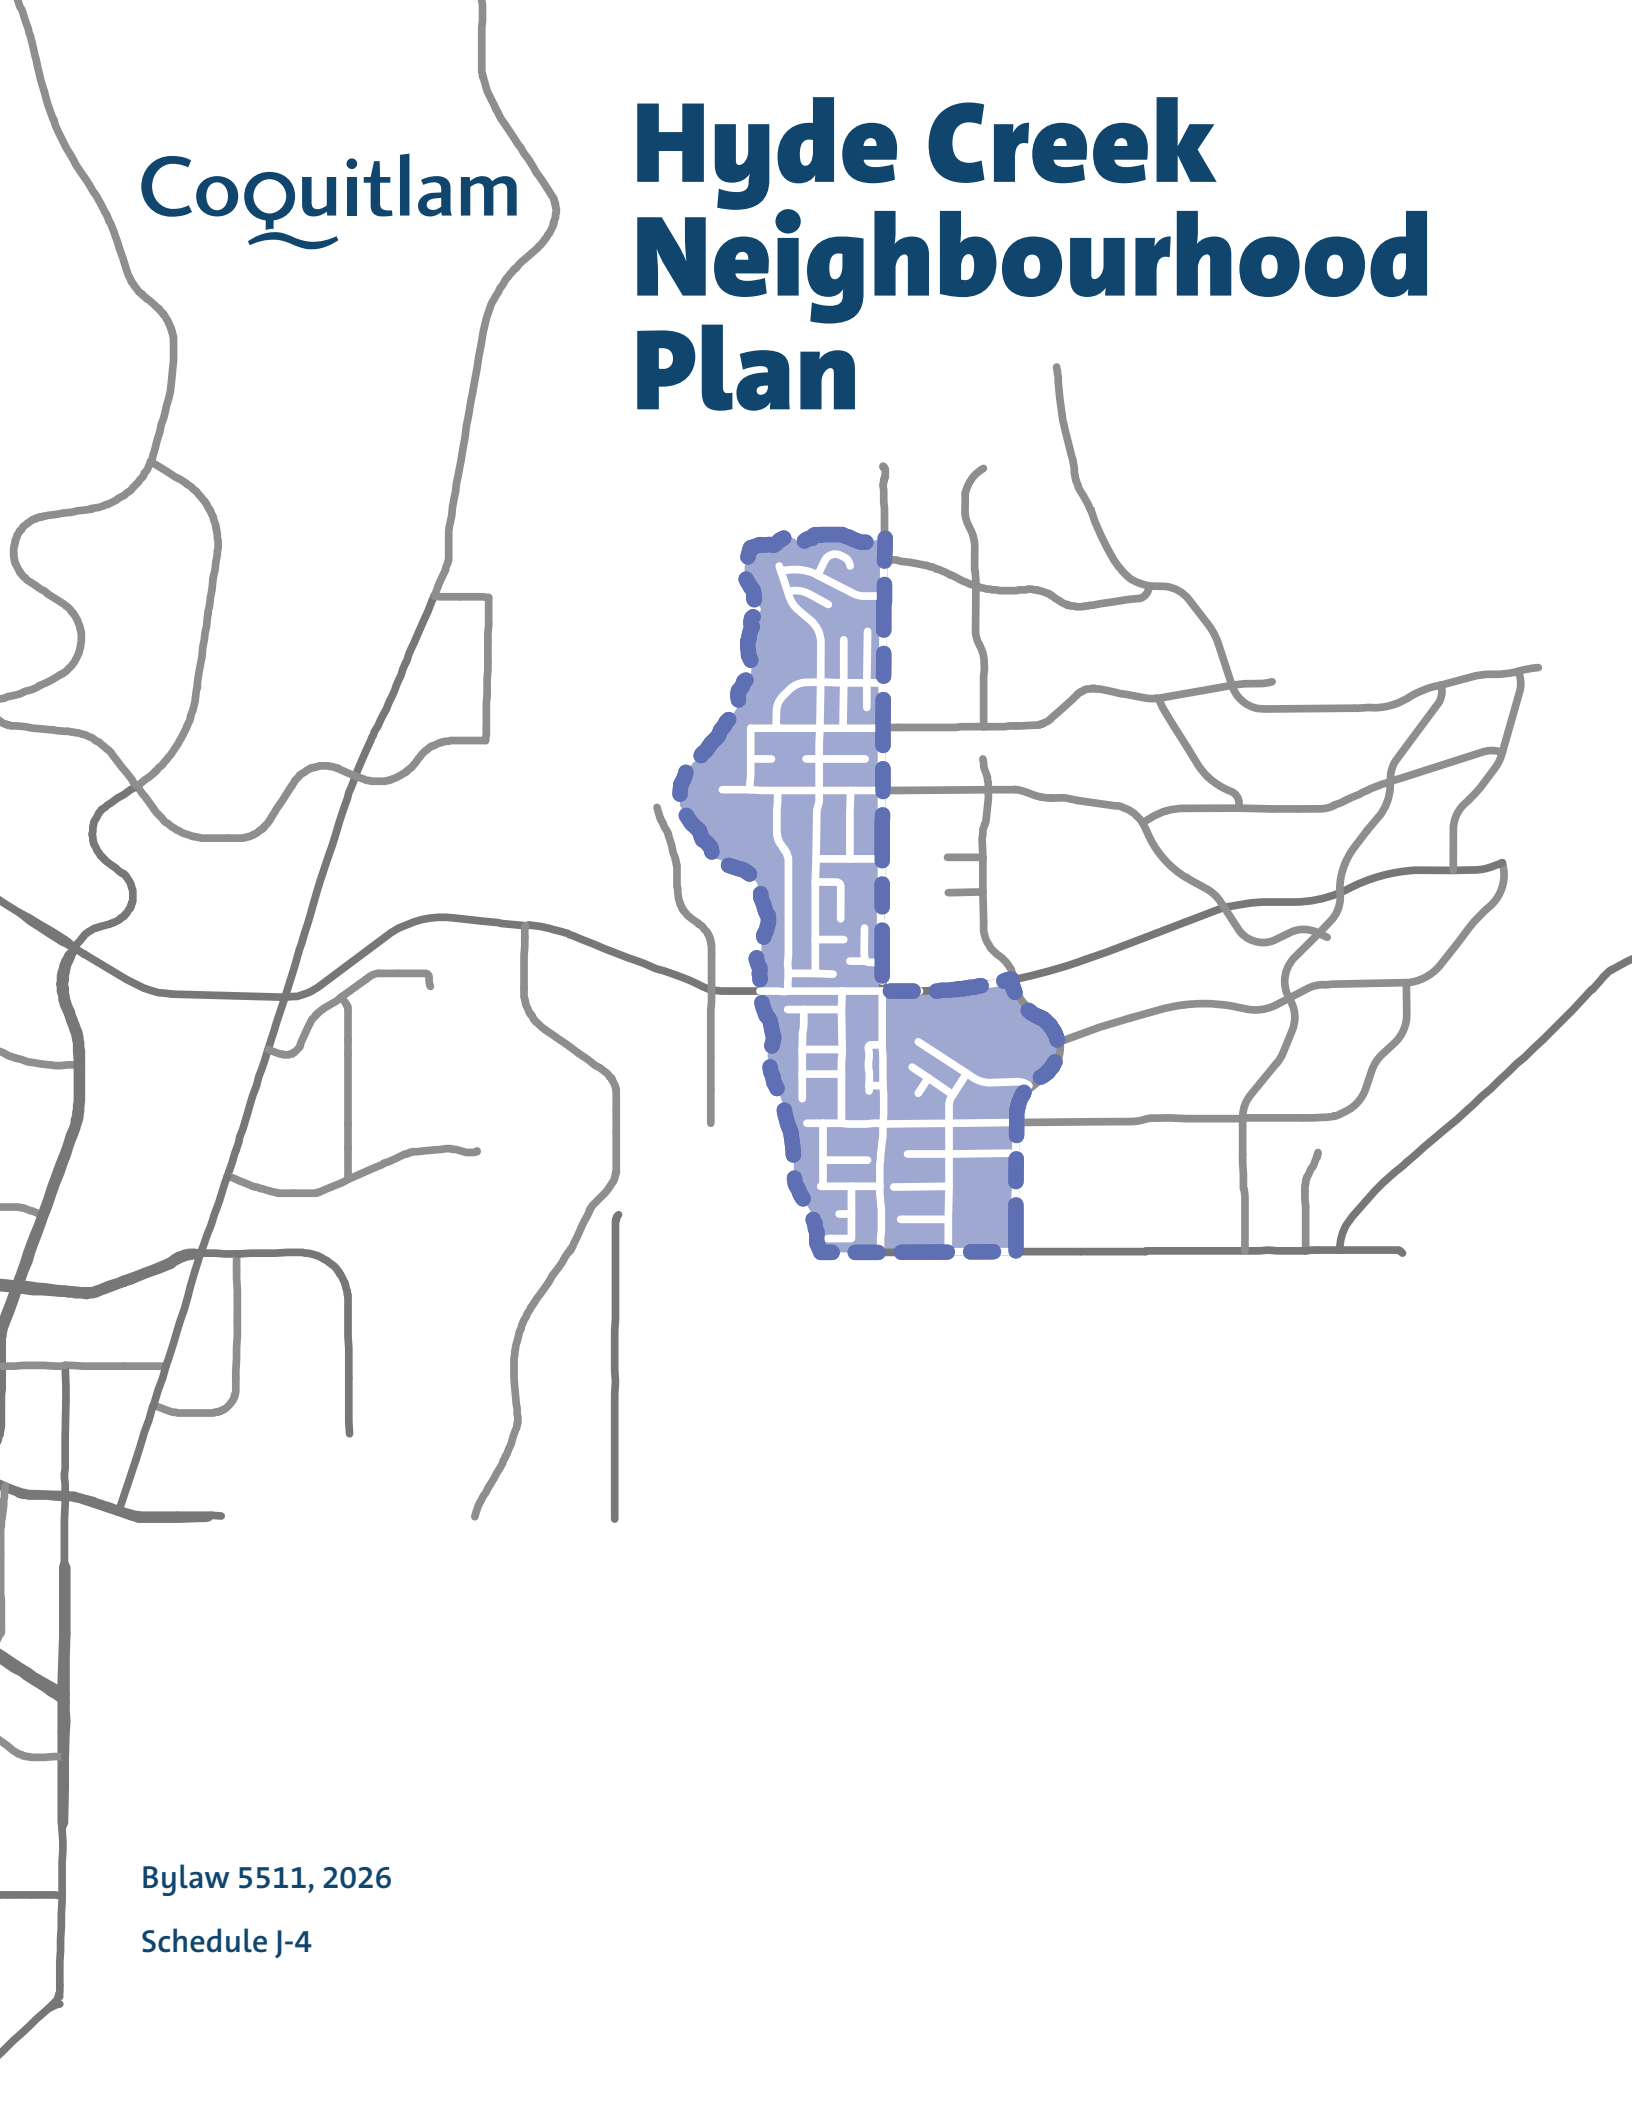 Coquitlam
Hyde Creek
Neighbourhood
Plan
Bylaw 5511, 2026
Schedule J-4